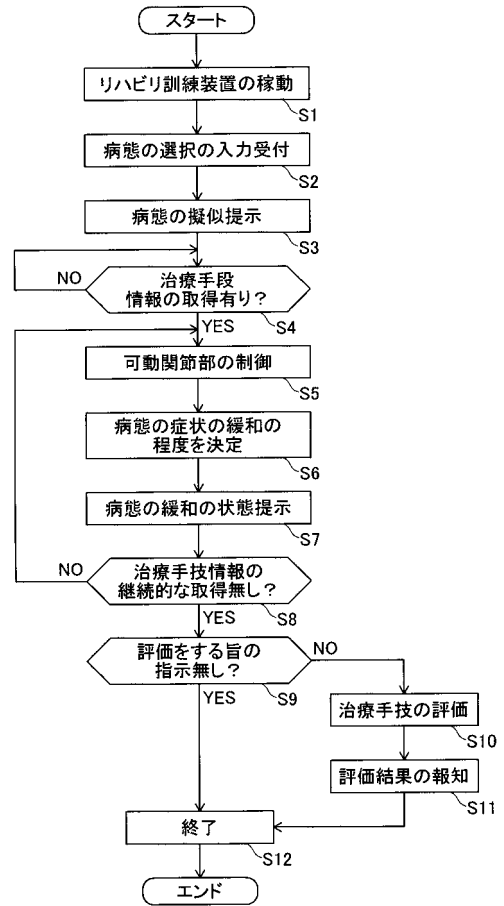 スタート
リハビリ訓練装置の稼動
S1
病態の選択の入力受付
S2
病態の擬似提示
S3
治療手段
情報の取得有り?
NO
S4
YES
可動関節部の制御
S5
病態の症状の緩和の
程度を決定
S6
病態の緩和の状態提示
S7
治療手技情報の
継続的な取得無し?
NO
S8
YES
評価をする旨の
指示無し?
NO
S9
YES
治療手技の評価
S10
評価結果の報知
S11
終了
S12
エンド